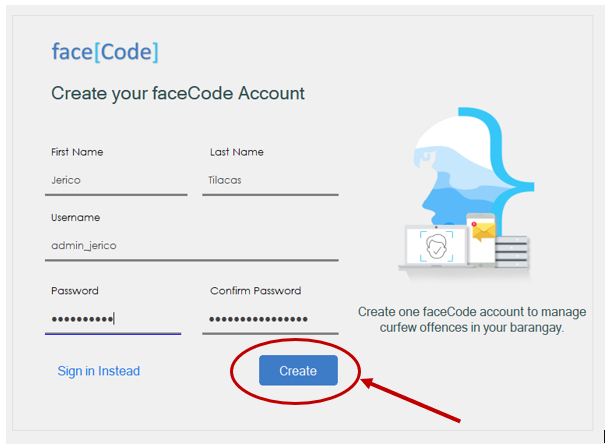 face[Code]
Create your faceCode Account
First Name Last Name
Jerico Tilacas
Username
admin_jerico
Password Confirm Password
•••••••••• ••••••••••••••••
Create one faceCode account to manage
curfew offences in your barangay.
Sign in Instead Create